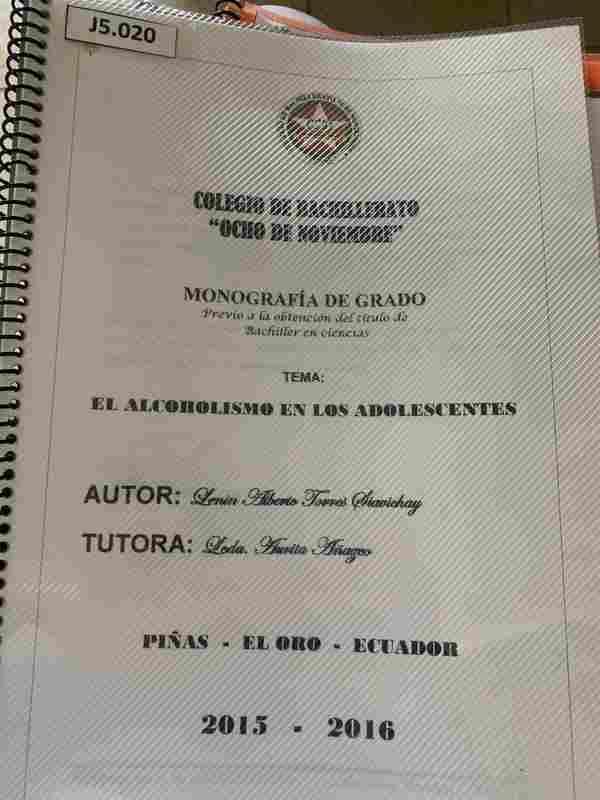 J5.020
COLEGIO DE BACHILLERATO
“OCHO DE NOVIEMBRE”
MONOGRAFÍA DE GRADO
Previo a la obtención del título de
Bachiller en ciencias
TEMA:
EL ALCOHOLISMO EN LOS ADOLESCENTES
AUTOR: Lenin Alberto Torres Siavichay
TUTORA: Lcda. Aurita Añazco
PIÑAS - EL ORO - ECUADOR
2015 - 2016